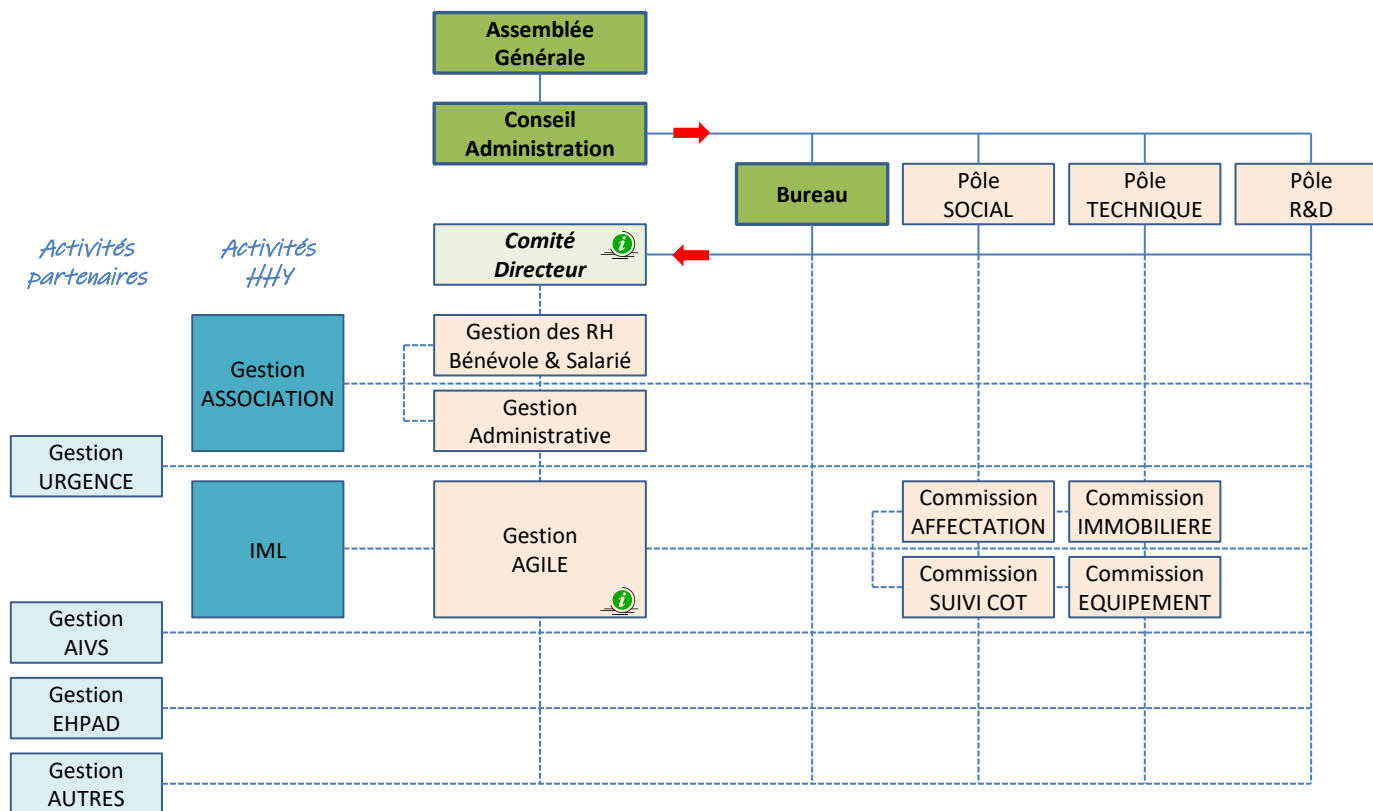 Assemblée
Générale
Conseil
Administration
Bureau
Pôle
SOCIAL
Pôle
TECHNIQUE
Pôle
R&D
Activités
partenaires
Activités
HHY
Comité
Directeur
i
Gestion
ASSOCIATION
Gestion des RH
Bénévole & Salarié
Gestion
Administrative
Gestion
URGENCE
IML
Gestion
AGILE
i
Commission
AFFECTATION
Commission
IMMOBILIERE
Commission
SUIVI COT
Commission
EQUIPEMENT
Gestion
AIVS
Gestion
EHPAD
Gestion
AUTRES